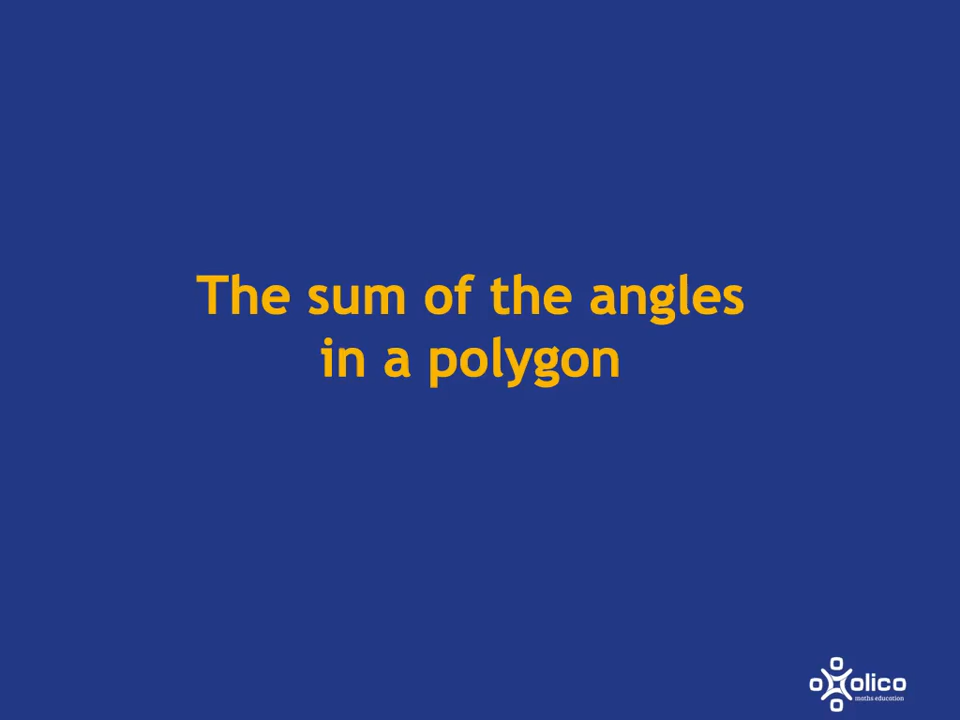 The sum of the angles
in a polygon
olico
maths education